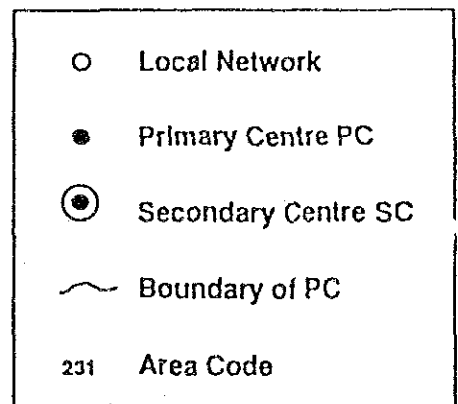 Local Network
Primary Centre PC
Secondary Centre SC
Boundary of PC
231 Area Code